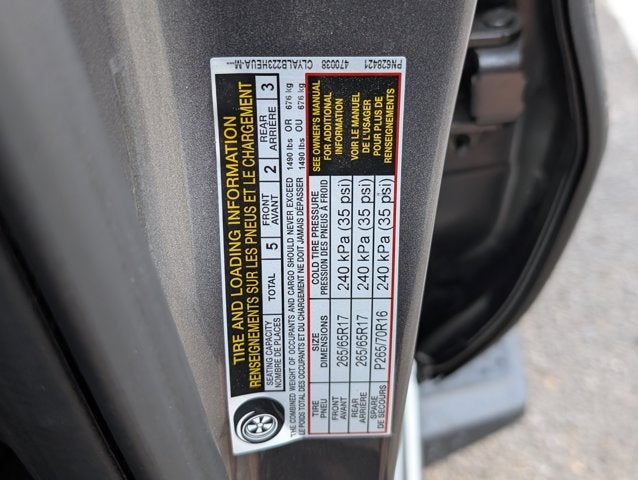 TIRE AND LOADING INFORMATION
RENSEIGNEMENTS SUR LES PNEUS ET LE CHARGEMENT
SEATING CAPACITY
NOMBRE DE PLACES
TOTAL 5
FRONT
AVANT 2
REAR
ARRIÈRE 3
THE COMBINED WEIGHT OF OCCUPANTS AND CARGO SHOULD NEVER EXCEED 1490 lbs OR 676 kg
LE POIDS TOTAL DES OCCUPANTS ET DU CHARGEMENT NE DOIT JAMAIS DÉPASSER 1490 lbs OU 676 kg
TIRE
PNEU
SIZE
DIMENSIONS
COLD TIRE PRESSURE
PRESSION DES PNEUS À FROID
FRONT
AVANT
265/65R17
240 kPa (35 psi)
REAR
ARRIÈRE
265/65R17
240 kPa (35 psi)
SPARE
DE SECOURS
P265/70R16
240 kPa (35 psi)
SEE OWNER'S MANUAL
FOR ADDITIONAL
INFORMATION
VOIR LE MANUEL
DE L'USAGER
POUR PLUS DE
RENSEIGNEMENTS
CLVALB223HEUA-M--- 470038 PN628421